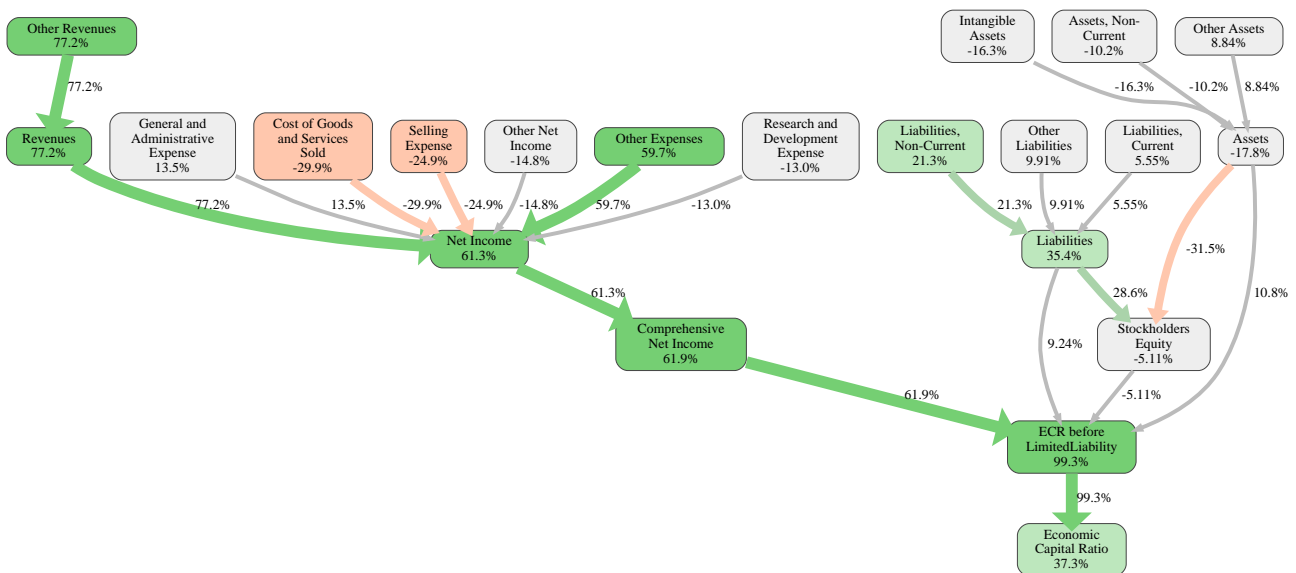 Other Revenues
77.2%
Intangible
Assets
-16.3%
Assets, Non-
Current
-10.2%
Other Assets
8.84%
77.2%
-16.3%
-10.2%
8.84%
Revenues
77.2%
General and
Administrative
Expense
13.5%
Cost of Goods
and Services
Sold
-29.9%
Selling
Expense
-24.9%
Other Net
Income
-14.8%
Other Expenses
59.7%
Research and
Development
Expense
-13.0%
Liabilities,
Non-Current
21.3%
Other
Liabilities
9.91%
Liabilities,
Current
5.55%
Assets
-17.8%
77.2%
13.5%
-29.9%
-24.9%
-14.8%
59.7%
-13.0%
21.3%
9.91%
5.55%
-31.5%
Net Income
61.3%
Liabilities
35.4%
61.3%
28.6%
10.8%
Comprehensive
Net Income
61.9%
9.24%
Stockholders
Equity
-5.11%
61.9%
-5.11%
ECR before
LimitedLiability
99.3%
99.3%
Economic
Capital Ratio
37.3%